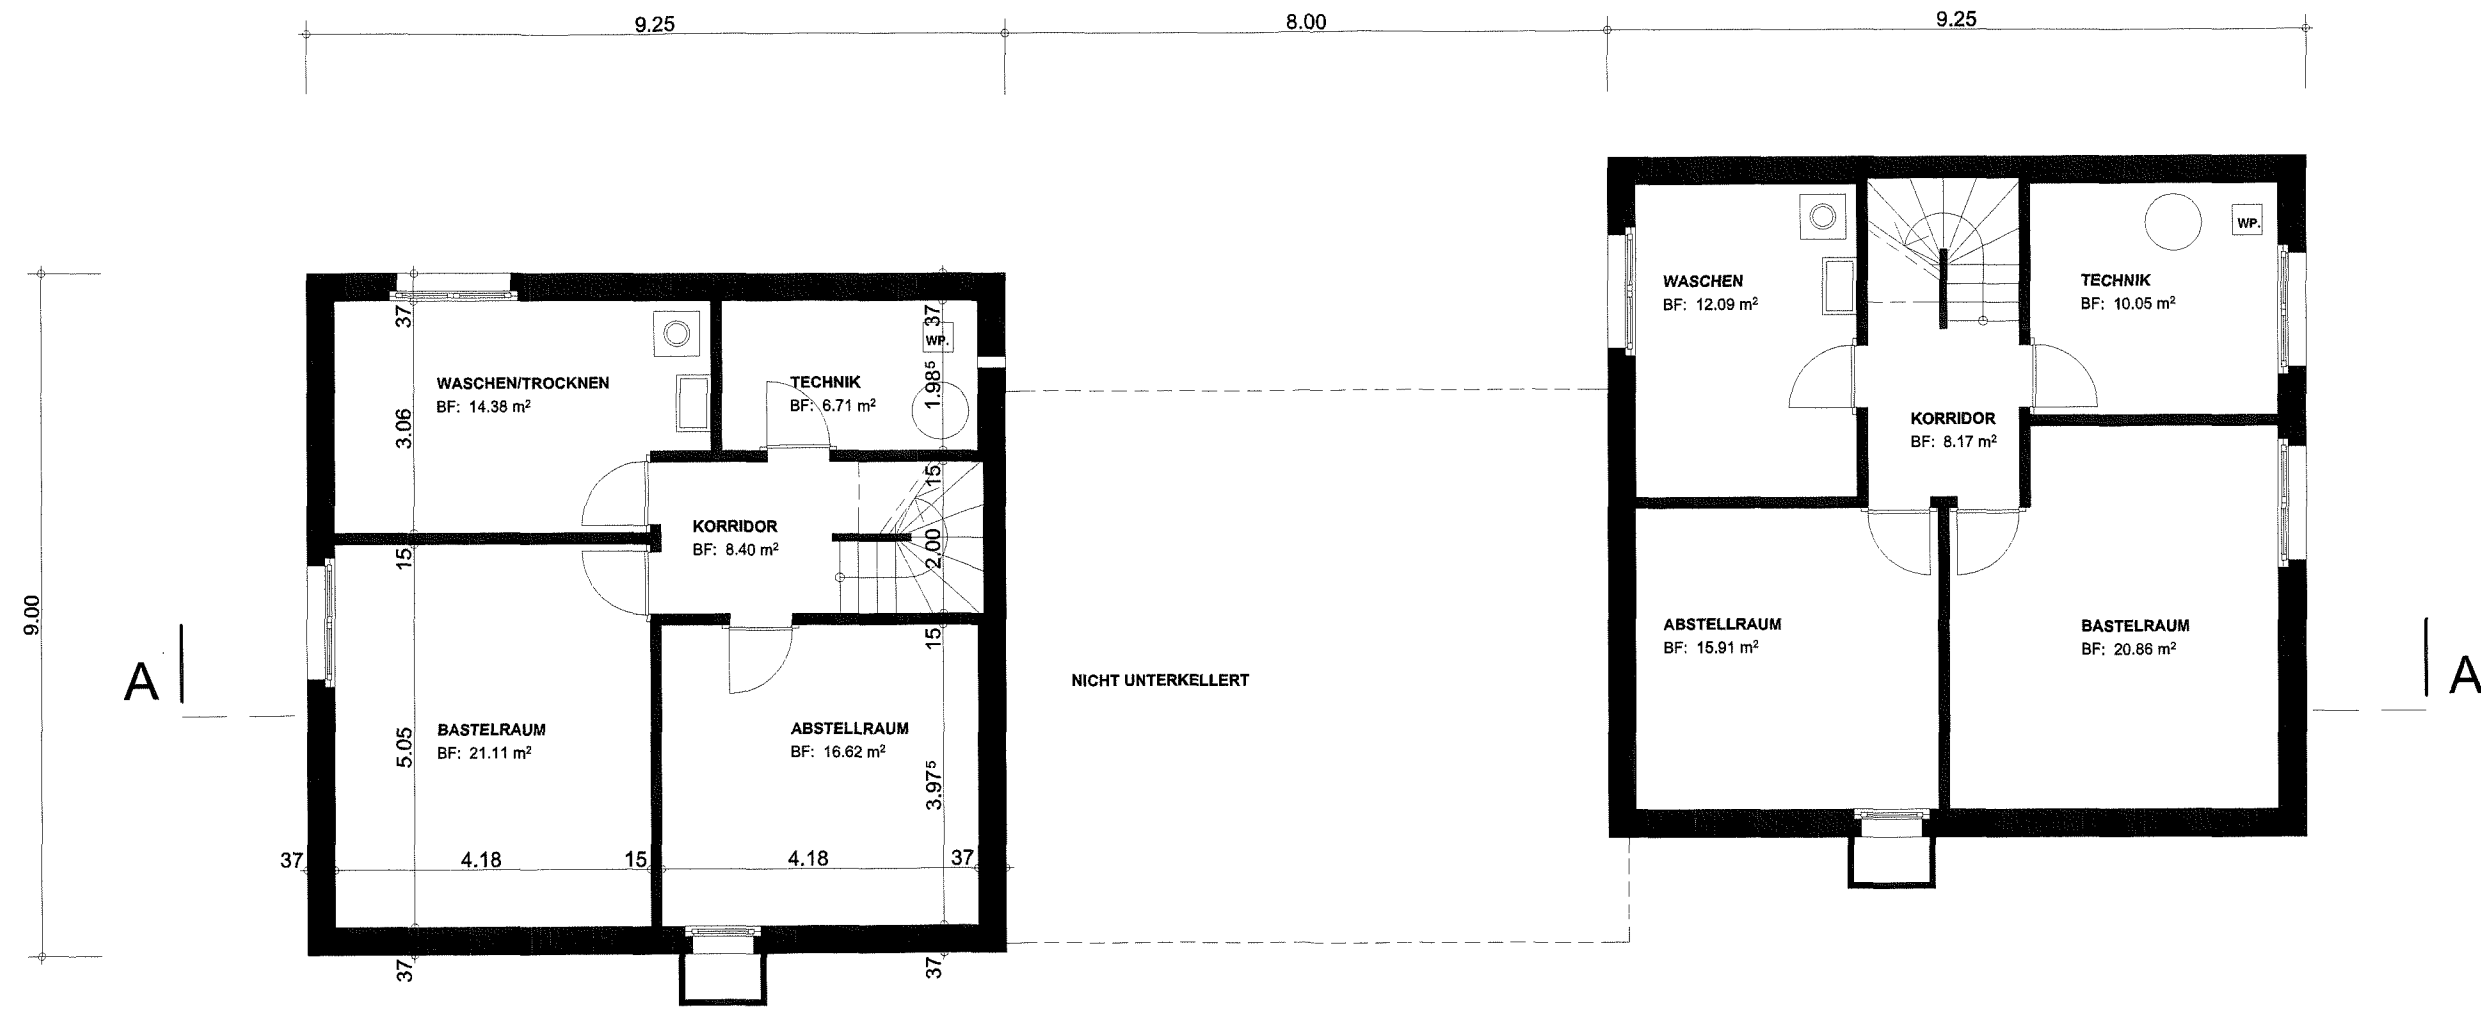 9.25
8.00
9.25
9.00
A
A
WASCHEN/TROCKNEN
BF: 14.38 m²
TECHNIK
BF: 6.71 m²
WP.
KORRIDOR
BF: 8.40 m²
BASTELRAUM
BF: 21.11 m²
ABSTELLRAUM
BF: 16.62 m²
37
3.06
15
5.05
37
37
1.98⁵
15
2.00
15
3.97⁵
37
37
4.18
15
4.18
37
NICHT UNTERKELLERT
WASCHEN
BF: 12.09 m²
TECHNIK
BF: 10.05 m²
WP.
KORRIDOR
BF: 8.17 m²
ABSTELLRAUM
BF: 15.91 m²
BASTELRAUM
BF: 20.86 m²